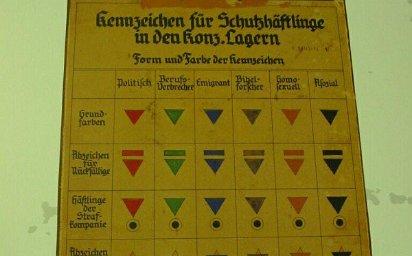 Kennzeichen für Schutzhäftlinge
in den Konz.Lagern
Form und Farbe der Kennzeichen
Politisch
Berufs-
Verbrecher
Emigrant
Bibel-
forscher
Homo-
sexuell
Asozial
Grund-
farben
Abzeichen
für
Rückfällige
Häftlinge
der
Straf-
kompanie
Abzeichen